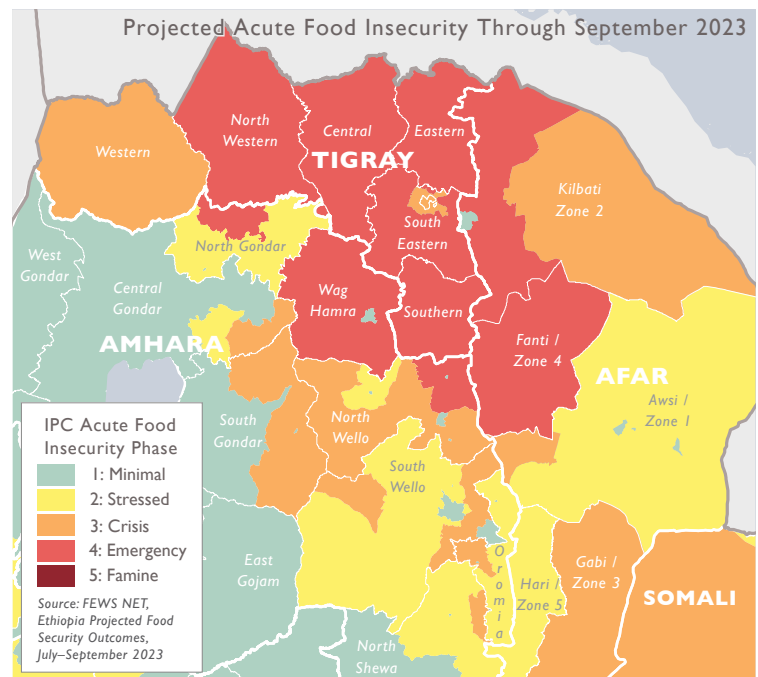 Projected Acute Food Insecurity Through September 2023
North
Western
Central
Eastern
Western
TIGRAY
Kilbati
Zone 2
South
Eastern
West
Gondar
North Gondar
Central
Gondar
Wag
Hamra
Southern
AMHARA
Fanti /
Zone 4
AFAR
Awsi /
Zone 1
South
Gondar
North
Wello
South
Wello
IPC Acute Food
Insecurity Phase
1: Minimal
2: Stressed
3: Crisis
4: Emergency
5: Famine
Source: FEWS NET,
Ethiopia Projected Food
Security Outcomes,
July–September 2023
East
Gojam
Oromia
Hari /
Zone 5
Gabi /
Zone 3
SOMALI
North
Shewa